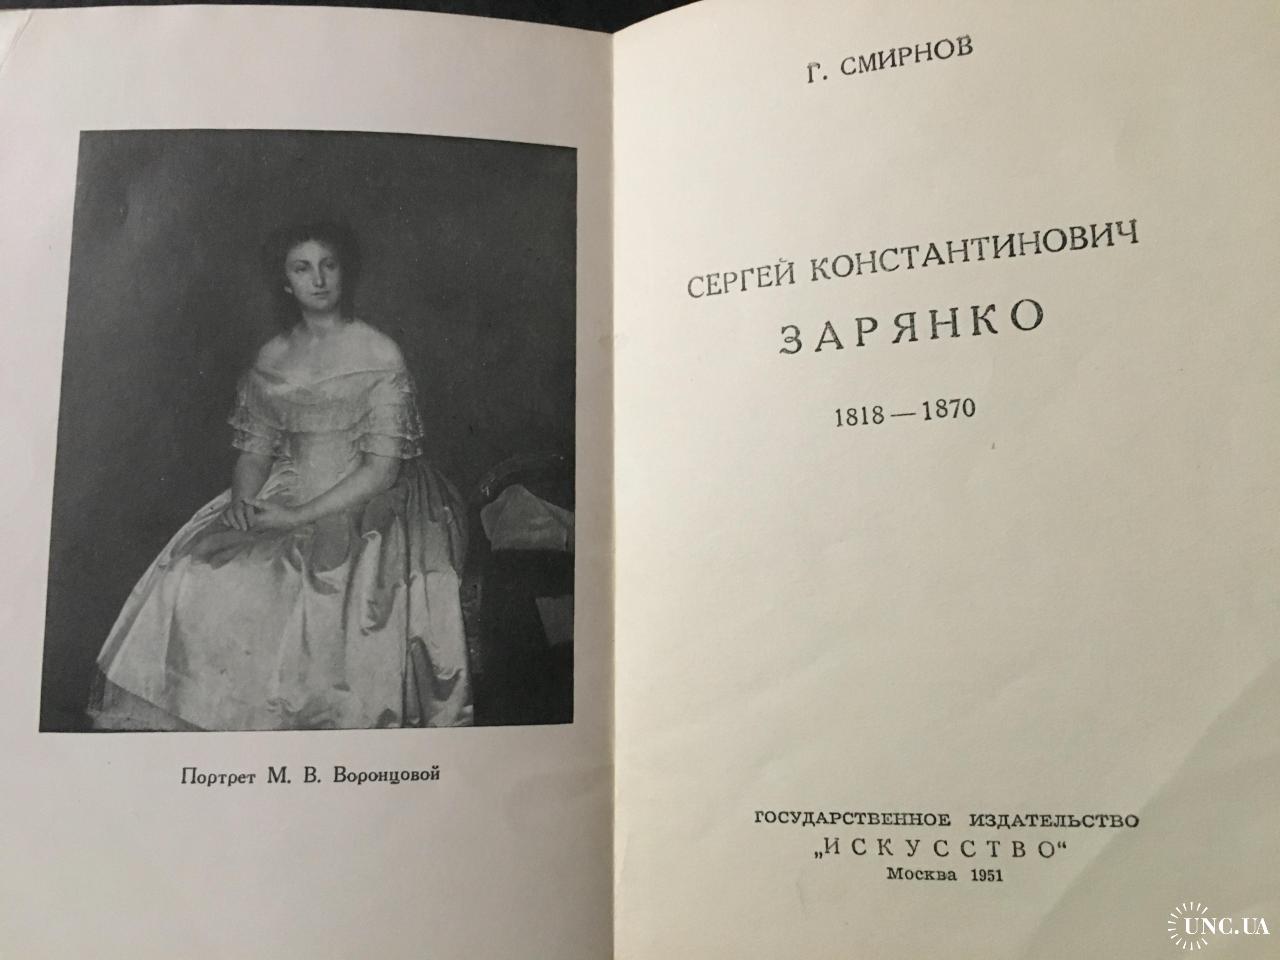 Портрет М. В. Воронцовой
Г. СМИРНОВ
СЕРГЕЙ КОНСТАНТИНОВИЧ
ЗАРЯНКО
1818 — 1870
ГОСУДАРСТВЕННОЕ ИЗДАТЕЛЬСТВО
„ИСКУССТВО“
Москва 1951
UNC.UA